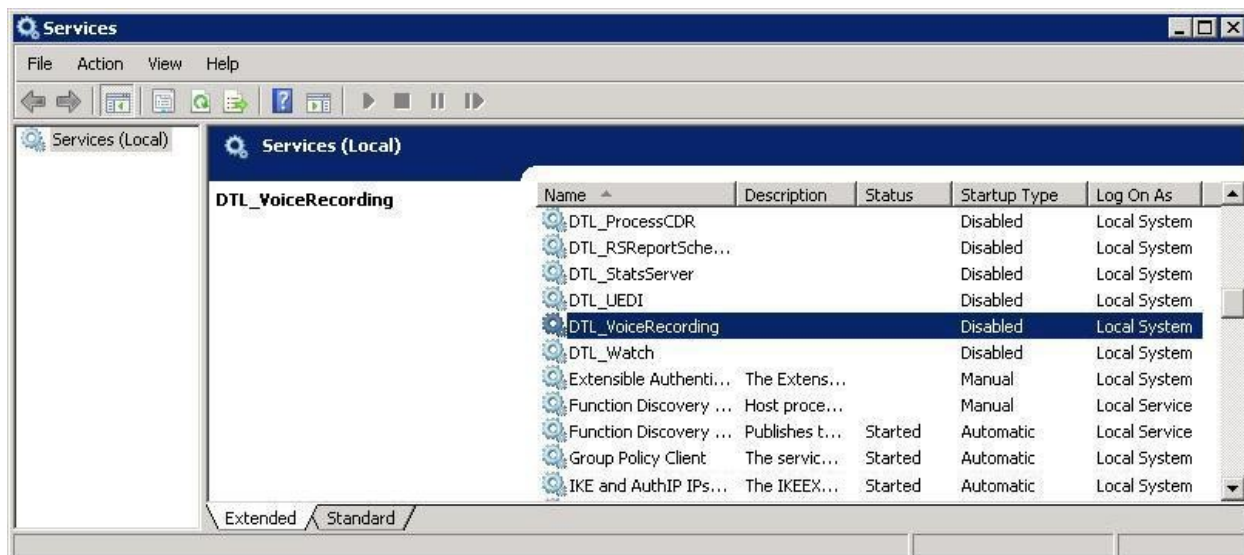 Services
File Action View Help
Services (Local)
Services (Local)
DTL_VoiceRecording
Name Description Status Startup Type Log On As
DTL_ProcessCDR Disabled Local System
DTL_RSReportSche... Disabled Local System
DTL_StatsServer Disabled Local System
DTL_UEDI Disabled Local System
DTL_VoiceRecording Disabled Local System
DTL_Watch Disabled Local System
Extensible Authenti... The Extens... Manual Local System
Function Discovery ... Host proce... Manual Local Service
Function Discovery ... Publishes t... Started Automatic Local Service
Group Policy Client The servic... Started Automatic Local System
IKE and AuthIP IPs... The IKEEX... Started Automatic Local System
Extended Standard